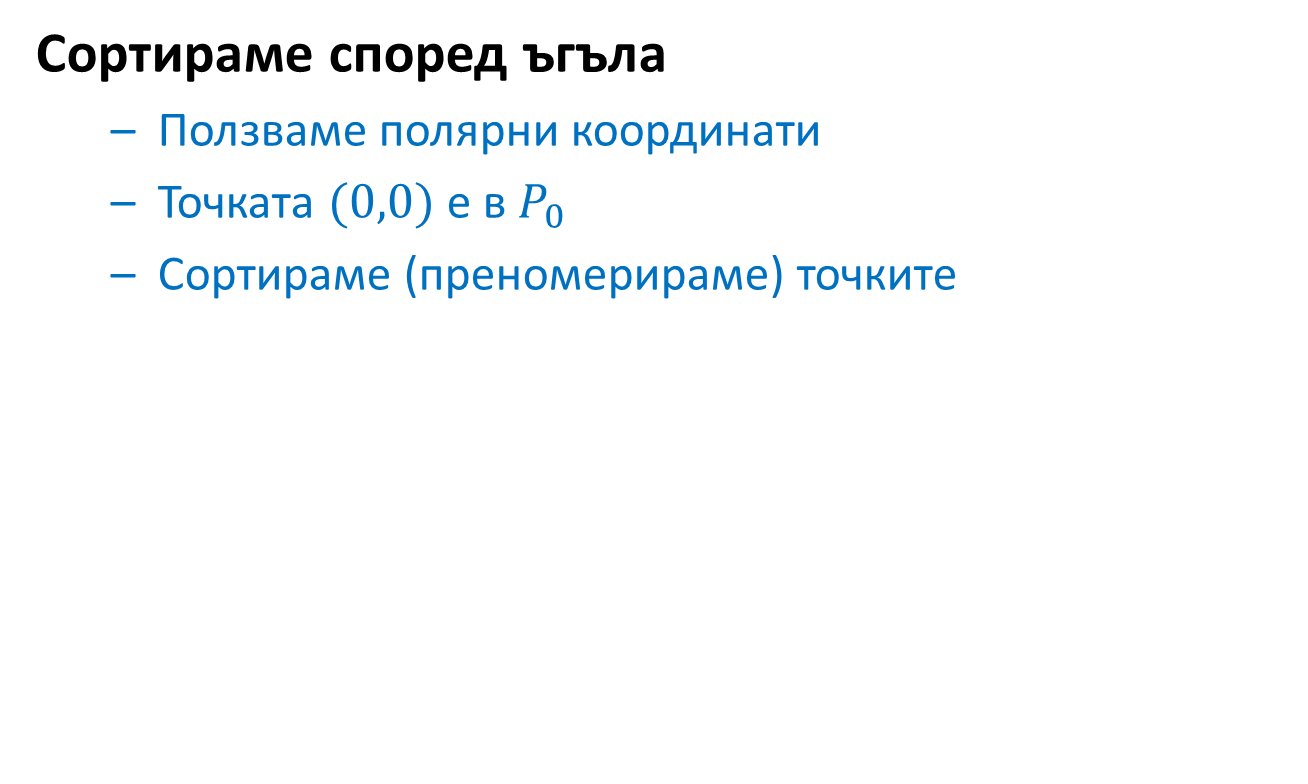 Сортираме според ъгъла
– Ползваме полярни координати
– Точката (0,0) е в P₀
– Сортираме (преномерираме) точките